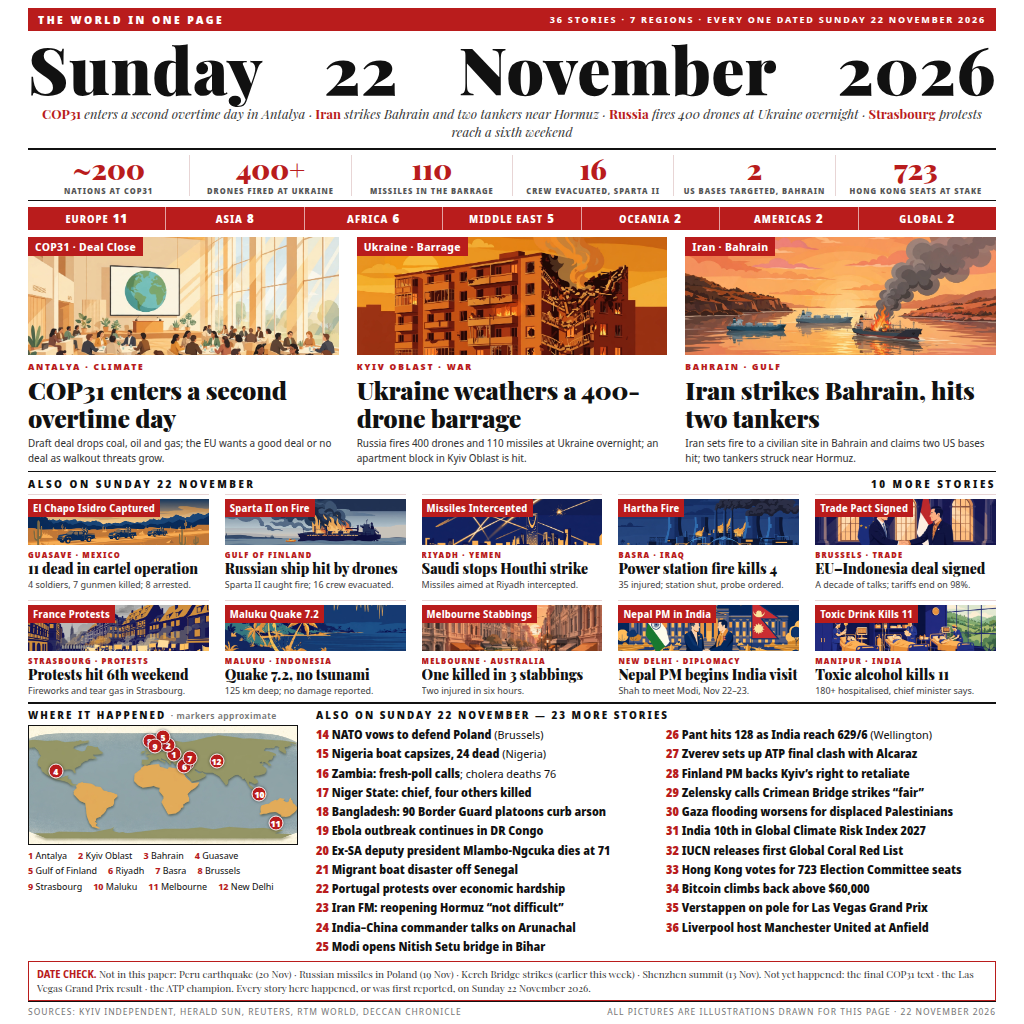 THE WORLD IN ONE PAGE
36 STORIES · 7 REGIONS · EVERY ONE DATED SUNDAY 22 NOVEMBER 2026
Sunday 22 November 2026
COP31 enters a second overtime day in Antalya · Iran strikes Bahrain and two tankers near Hormuz · Russia fires 400 drones at Ukraine overnight · Strasbourg protests
reach a sixth weekend
~200
NATIONS AT COP31
400+
DRONES FIRED AT UKRAINE
110
MISSILES IN THE BARRAGE
16
CREW EVACUATED, SPARTA II
2
US BASES TARGETED, BAHRAIN
723
HONG KONG SEATS AT STAKE
EUROPE 11
ASIA 8
AFRICA 6
MIDDLE EAST 5
OCEANIA 2
AMERICAS 2
GLOBAL 2
COP31 · Deal Close
ANTALYA · CLIMATE
COP31 enters a second
overtime day
Draft deal drops coal, oil and gas; the EU wants a good deal or no
deal as walkout threats grow.
Ukraine · Barrage
KYIV OBLAST · WAR
Ukraine weathers a 400-
drone barrage
Russia fires 400 drones and 110 missiles at Ukraine overnight; an
apartment block in Kyiv Oblast is hit.
Iran · Bahrain
BAHRAIN · GULF
Iran strikes Bahrain, hits
two tankers
Iran sets fire to a civilian site in Bahrain and claims two US bases
hit; two tankers struck near Hormuz.
ALSO ON SUNDAY 22 NOVEMBER
10 MORE STORIES
El Chapo Isidro Captured
GUASAVE · MEXICO
11 dead in cartel operation
4 soldiers, 7 gunmen killed; 8 arrested.
Sparta II on Fire
GULF OF FINLAND
Russian ship hit by drones
Sparta II caught fire; 16 crew evacuated.
Missiles Intercepted
RIYADH · YEMEN
Saudi stops Houthi strike
Missiles aimed at Riyadh intercepted.
Hartha Fire
BASRA · IRAQ
Power station fire kills 4
35 injured; station shut, probe ordered.
Trade Pact Signed
BRUSSELS · TRADE
EU–Indonesia deal signed
A decade of talks; tariffs end on 98%.
France Protests
STRASBOURG · PROTESTS
Protests hit 6th weekend
Fireworks and tear gas in Strasbourg.
Maluku Quake 7.2
MALUKU · INDONESIA
Quake 7.2, no tsunami
125 km deep; no damage reported.
Melbourne Stabbings
MELBOURNE · AUSTRALIA
One killed in 3 stabbings
Two injured in six hours.
Nepal PM in India
NEW DELHI · DIPLOMACY
Nepal PM begins India visit
Shah to meet Modi, Nov 22–23.
Toxic Drink Kills 11
MANIPUR · INDIA
Toxic alcohol kills 11
180+ hospitalised, chief minister says.
WHERE IT HAPPENED · markers approximate
5
9
2
1
7
6
12
4
10
11
1 Antalya 2 Kyiv Oblast 3 Bahrain 4 Guasave
5 Gulf of Finland 6 Riyadh 7 Basra 8 Brussels
9 Strasbourg 10 Maluku 11 Melbourne 12 New Delhi
ALSO ON SUNDAY 22 NOVEMBER — 23 MORE STORIES
14 NATO vows to defend Poland (Brussels)
15 Nigeria boat capsizes, 24 dead (Nigeria)
16 Zambia: fresh-poll calls; cholera deaths 76
17 Niger State: chief, four others killed
18 Bangladesh: 90 Border Guard platoons curb arson
19 Ebola outbreak continues in DR Congo
20 Ex-SA deputy president Mlambo-Ngcuka dies at 71
21 Migrant boat disaster off Senegal
22 Portugal protests over economic hardship
23 Iran FM: reopening Hormuz “not difficult”
24 India–China commander talks on Arunachal
25 Modi opens Nitish Setu bridge in Bihar
26 Pant hits 128 as India reach 629/6 (Wellington)
27 Zverev sets up ATP final clash with Alcaraz
28 Finland PM backs Kyiv’s right to retaliate
29 Zelensky calls Crimean Bridge strikes “fair”
30 Gaza flooding worsens for displaced Palestinians
31 India 10th in Global Climate Risk Index 2027
32 IUCN releases first Global Coral Red List
33 Hong Kong votes for 723 Election Committee seats
34 Bitcoin climbs back above $60,000
35 Verstappen on pole for Las Vegas Grand Prix
36 Liverpool host Manchester United at Anfield
DATE CHECK. Not in this paper: Peru earthquake (20 Nov) · Russian missiles in Poland (19 Nov) · Kerch Bridge strikes (earlier this week) · Shenzhen summit (15 Nov). Not yet happened: the final COP31 text · the Las
Vegas Grand Prix result · the ATP champion. Every story here happened, or was first reported, on Sunday 22 November 2026.
SOURCES: KYIV INDEPENDENT, HERALD SUN, REUTERS, RTM WORLD, DECCAN CHRONICLE
ALL PICTURES ARE ILLUSTRATIONS DRAWN FOR THIS PAGE · 22 NOVEMBER 2026